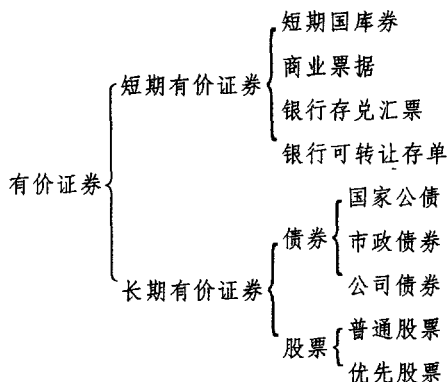 有价证券
短期有价证券
短期国库券
商业票据
银行存兑汇票
银行可转让存单
长期有价证券
债券
国家公债
市政债券
公司债券
股票
普通股票
优先股票